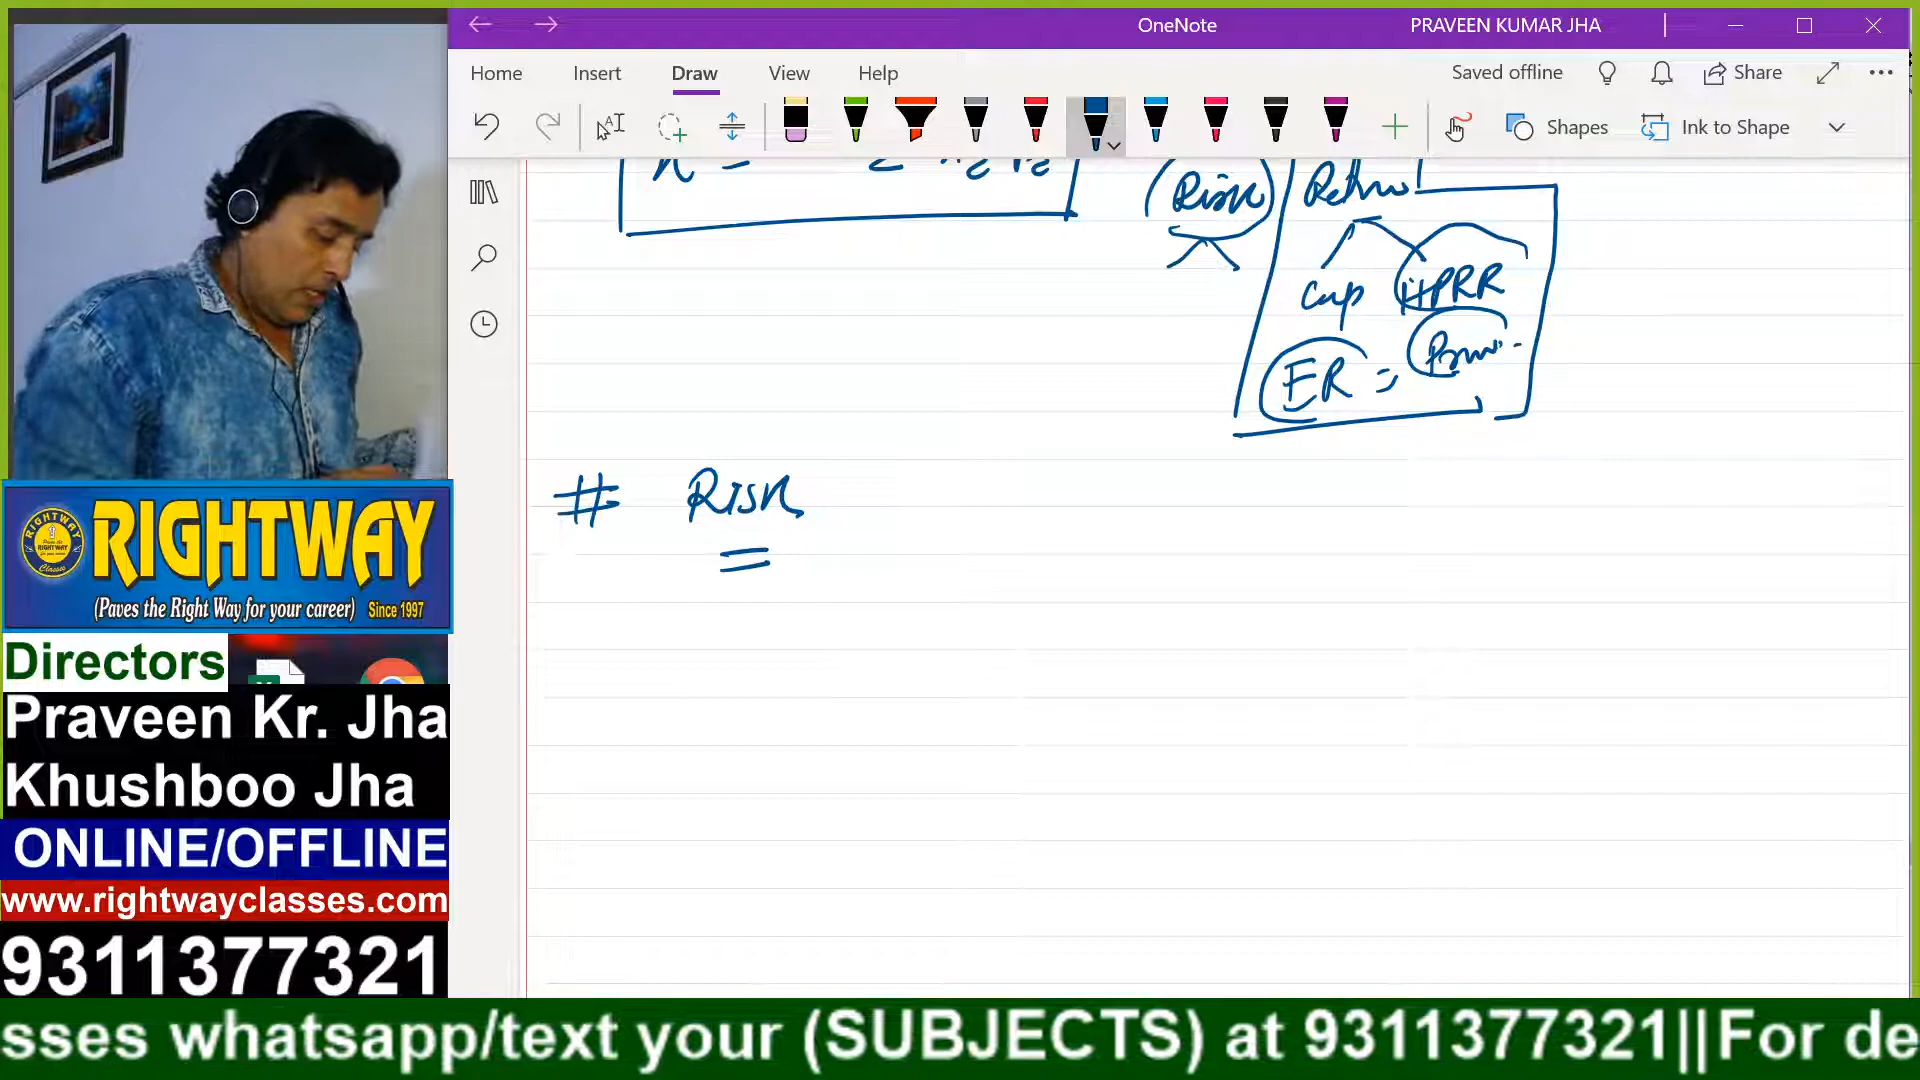 OneNote
PRAVEEN KUMAR JHA
Home Insert Draw View Help
Saved offline Share
Shapes Ink to Shape
(Risk)
HPRR
ER =
# RISK
RIGHTWAY
(Paves the Right Way for your career) Since 1997
Directors
Praveen Kr. Jha
Khushboo Jha
ONLINE/OFFLINE
www.rightwayclasses.com
9311377321
sses whatsapp/text your (SUBJECTS) at 9311377321||For de